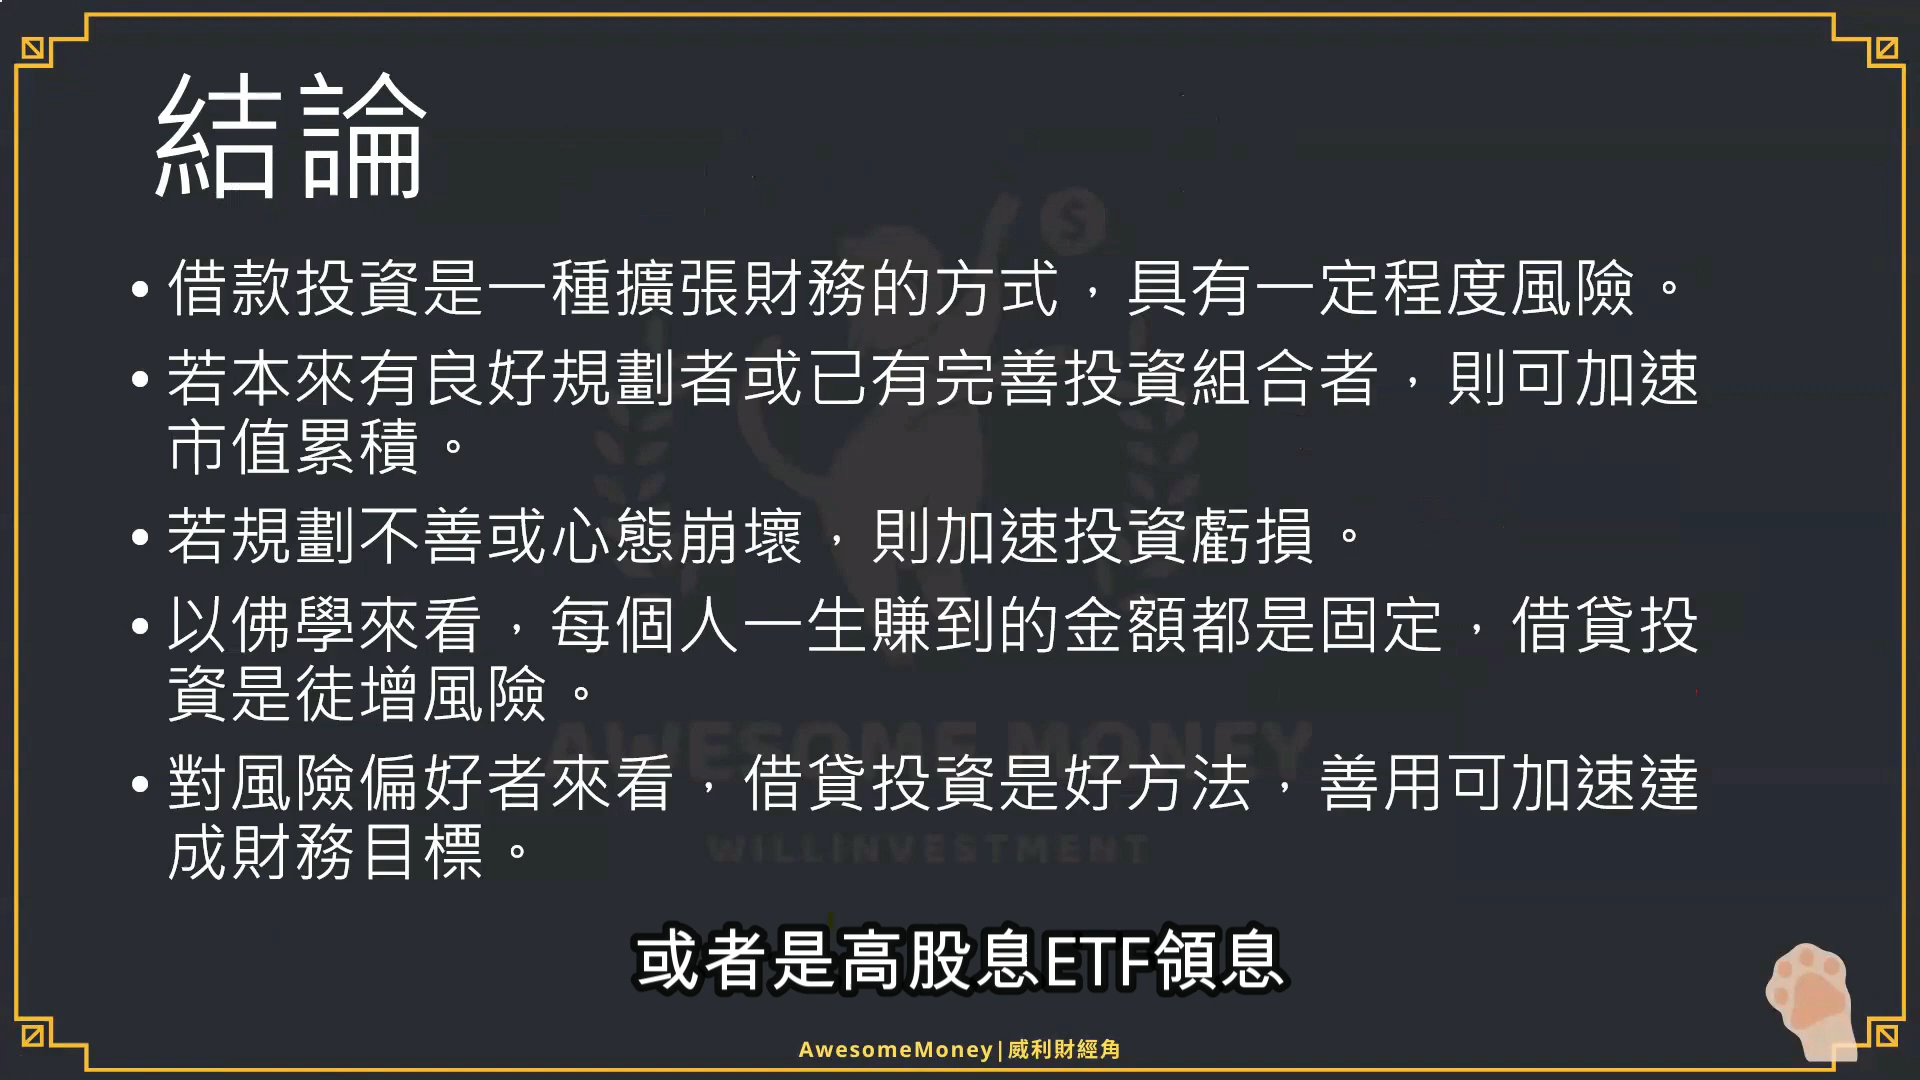 結論
• 借款投資是一種擴張財務的方式，具有一定程度風險。
• 若本來有良好規劃者或已有完善投資組合者，則可加速
市值累積。
• 若規劃不善或心態崩壞，則加速投資虧損。
• 以佛學來看，每個人一生賺到的金額都是固定，借貸投
資是徒增風險。
AWESOME MONEY
• 對風險偏好者來看，借貸投資是好方法，善用可加速達
成財務目標。
WILLINVESTMENT
或者是高股息ETF領息
AwesomeMoney|威利財經角